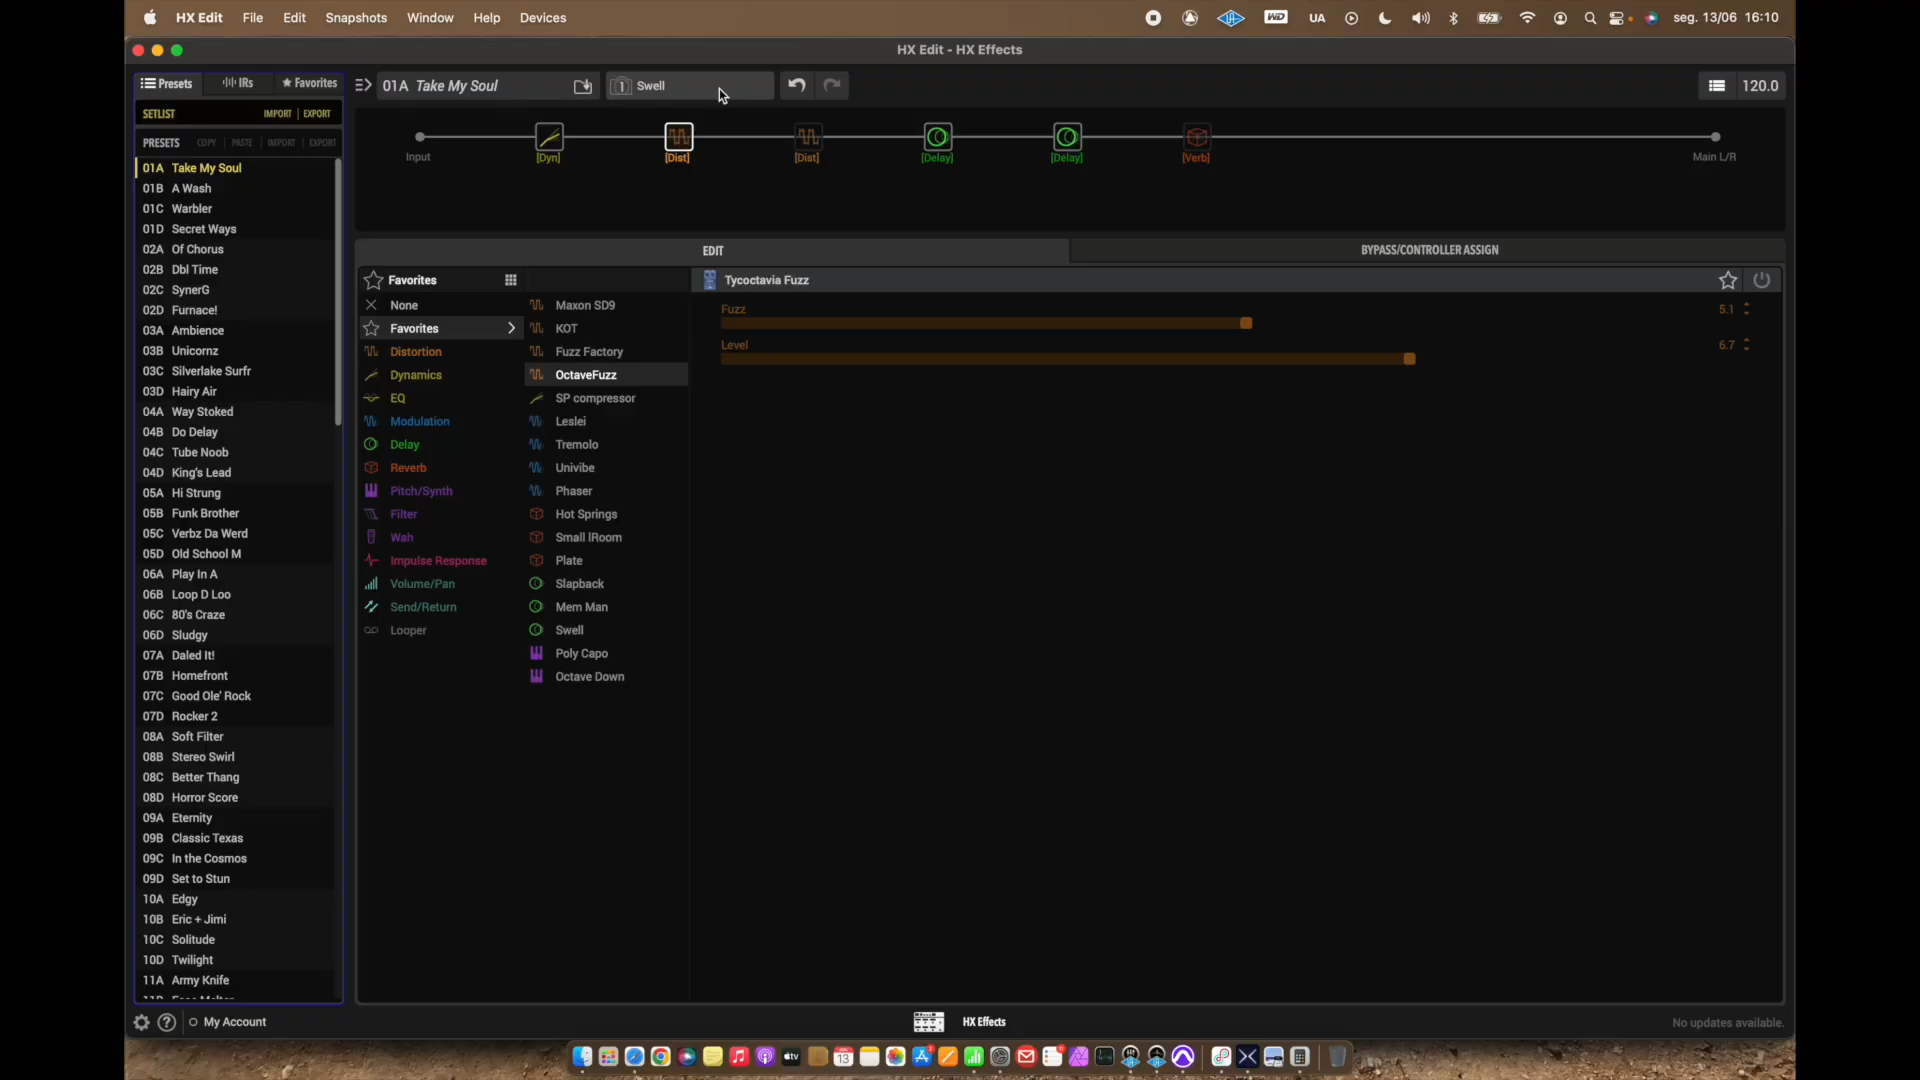 HX Edit File Edit Snapshots Window Help Devices WD UA seg. 13/06 16:10
HX Edit - HX Effects
Presets IRs Favorites
01A Take My Soul 1 Swell 120.0
SETLIST IMPORT | EXPORT
PRESETS COPY | PASTE | IMPORT | EXPORT
01A Take My Soul
01B A Wash
01C Warbler
01D Secret Ways
02A Of Chorus
02B Dbl Time
02C SynerG
02D Furnace!
03A Ambience
03B Unicornz
03C Silverlake Surfr
03D Hairy Air
04A Way Stoked
04B Do Delay
04C Tube Noob
04D King's Lead
05A Hi Strung
05B Funk Brother
05C Verbz Da Werd
05D Old School M
06A Play In A
06B Loop D Loo
06C 80's Craze
06D Sludgy
07A Daled It!
07B Homefront
07C Good Ole' Rock
07D Rocker 2
08A Soft Filter
08B Stereo Swirl
08C Better Thang
08D Horror Score
09A Eternity
09B Classic Texas
09C In the Cosmos
09D Set to Stun
10A Edgy
10B Eric + Jimi
10C Solitude
10D Twilight
11A Army Knife
Input [Dyn] [Dist] [Dist] [Delay] [Delay] [Verb] Main L/R
EDIT BYPASS/CONTROLLER ASSIGN
Favorites
None
Favorites
Distortion
Dynamics
EQ
Modulation
Delay
Reverb
Pitch/Synth
Filter
Wah
Impulse Response
Volume/Pan
Send/Return
Looper
Maxon SD9
KOT
Fuzz Factory
OctaveFuzz
SP compressor
Leslei
Tremolo
Univibe
Phaser
Hot Springs
Small lRoom
Plate
Slapback
Mem Man
Swell
Poly Capo
Octave Down
Tycoctavia Fuzz
Fuzz 5.1
Level 6.7
My Account
HX Effects
No updates available.
tv 13